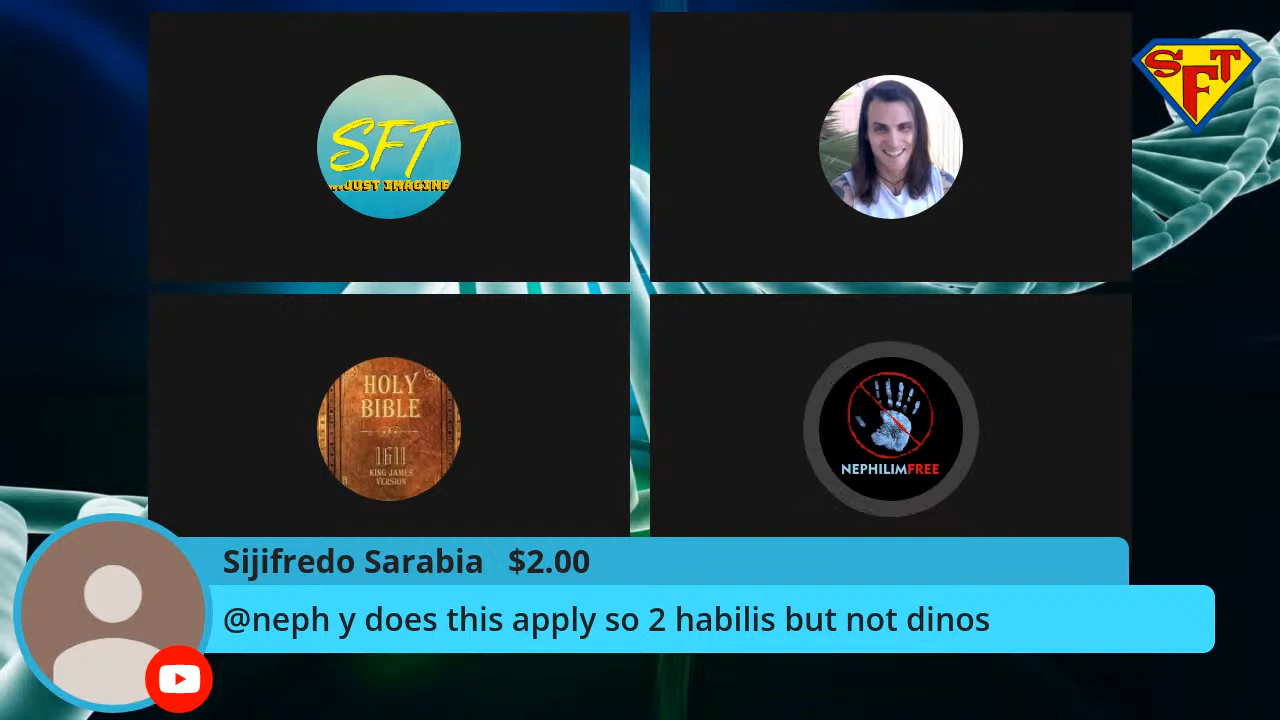 SFT
...JUST IMAGINE
SFT
HOLY
BIBLE
1611
KING JAMES
VERSION
NEPHILIMFREE
Sijifredo Sarabia $2.00
@neph y does this apply so 2 habilis but not dinos